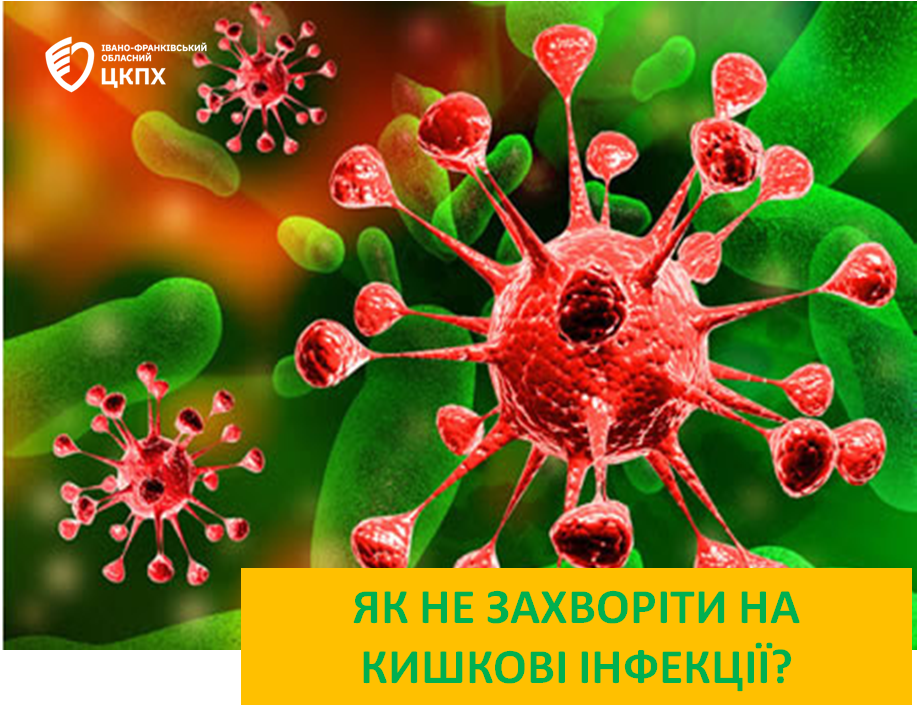 ІВАНО-ФРАНКІВСЬКИЙ
ОБЛАСНИЙ
ЦКПХ
ЯК НЕ ЗАХВОРІТИ НА
КИШКОВІ ІНФЕКЦІЇ?